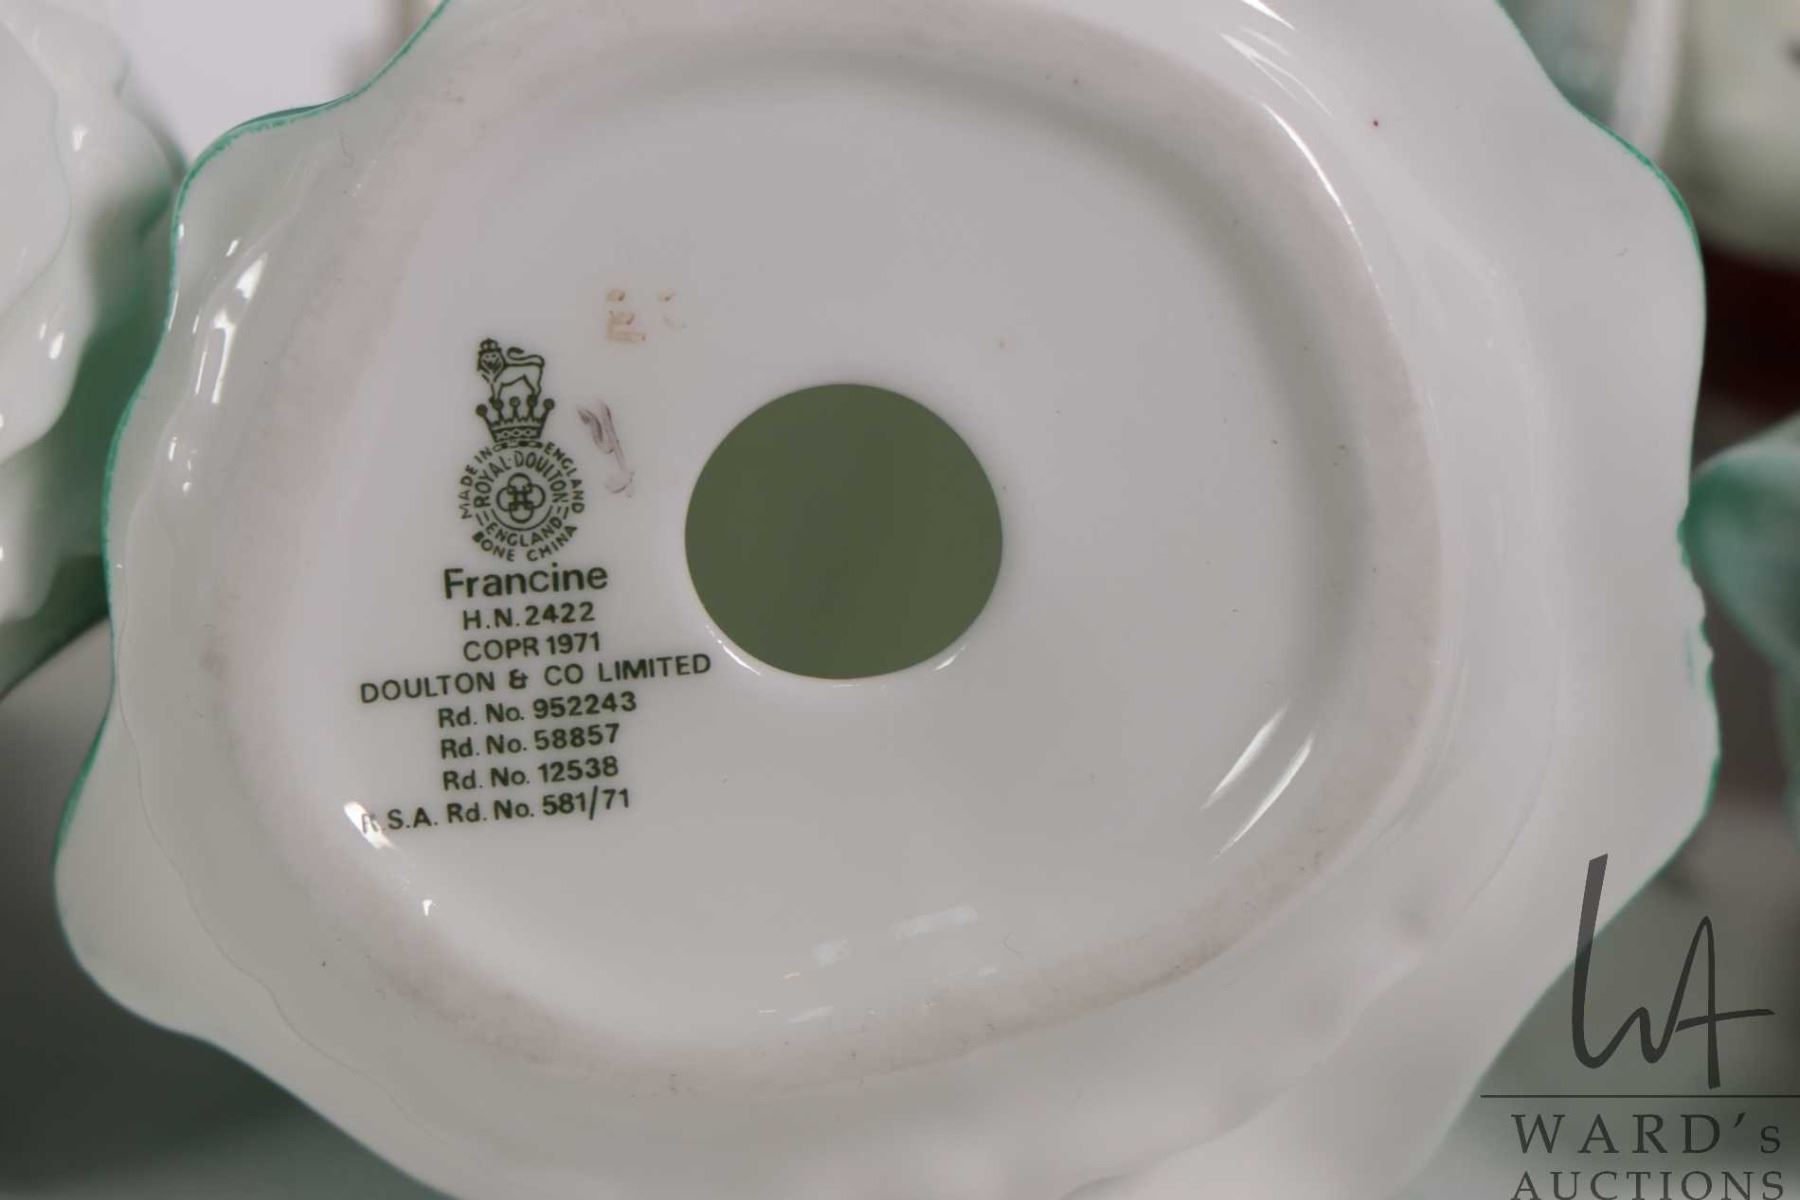 MADE IN ENGLAND
ROYAL·DOULTON
ENGLAND
BONE CHINA
Francine
H.N. 2422
COPR 1971
DOULTON & CO LIMITED
Rd. No. 952243
Rd. No. 58857
Rd. No. 12538
R.S.A. Rd. No. 581/71
WA
WARD's
AUCTIONS